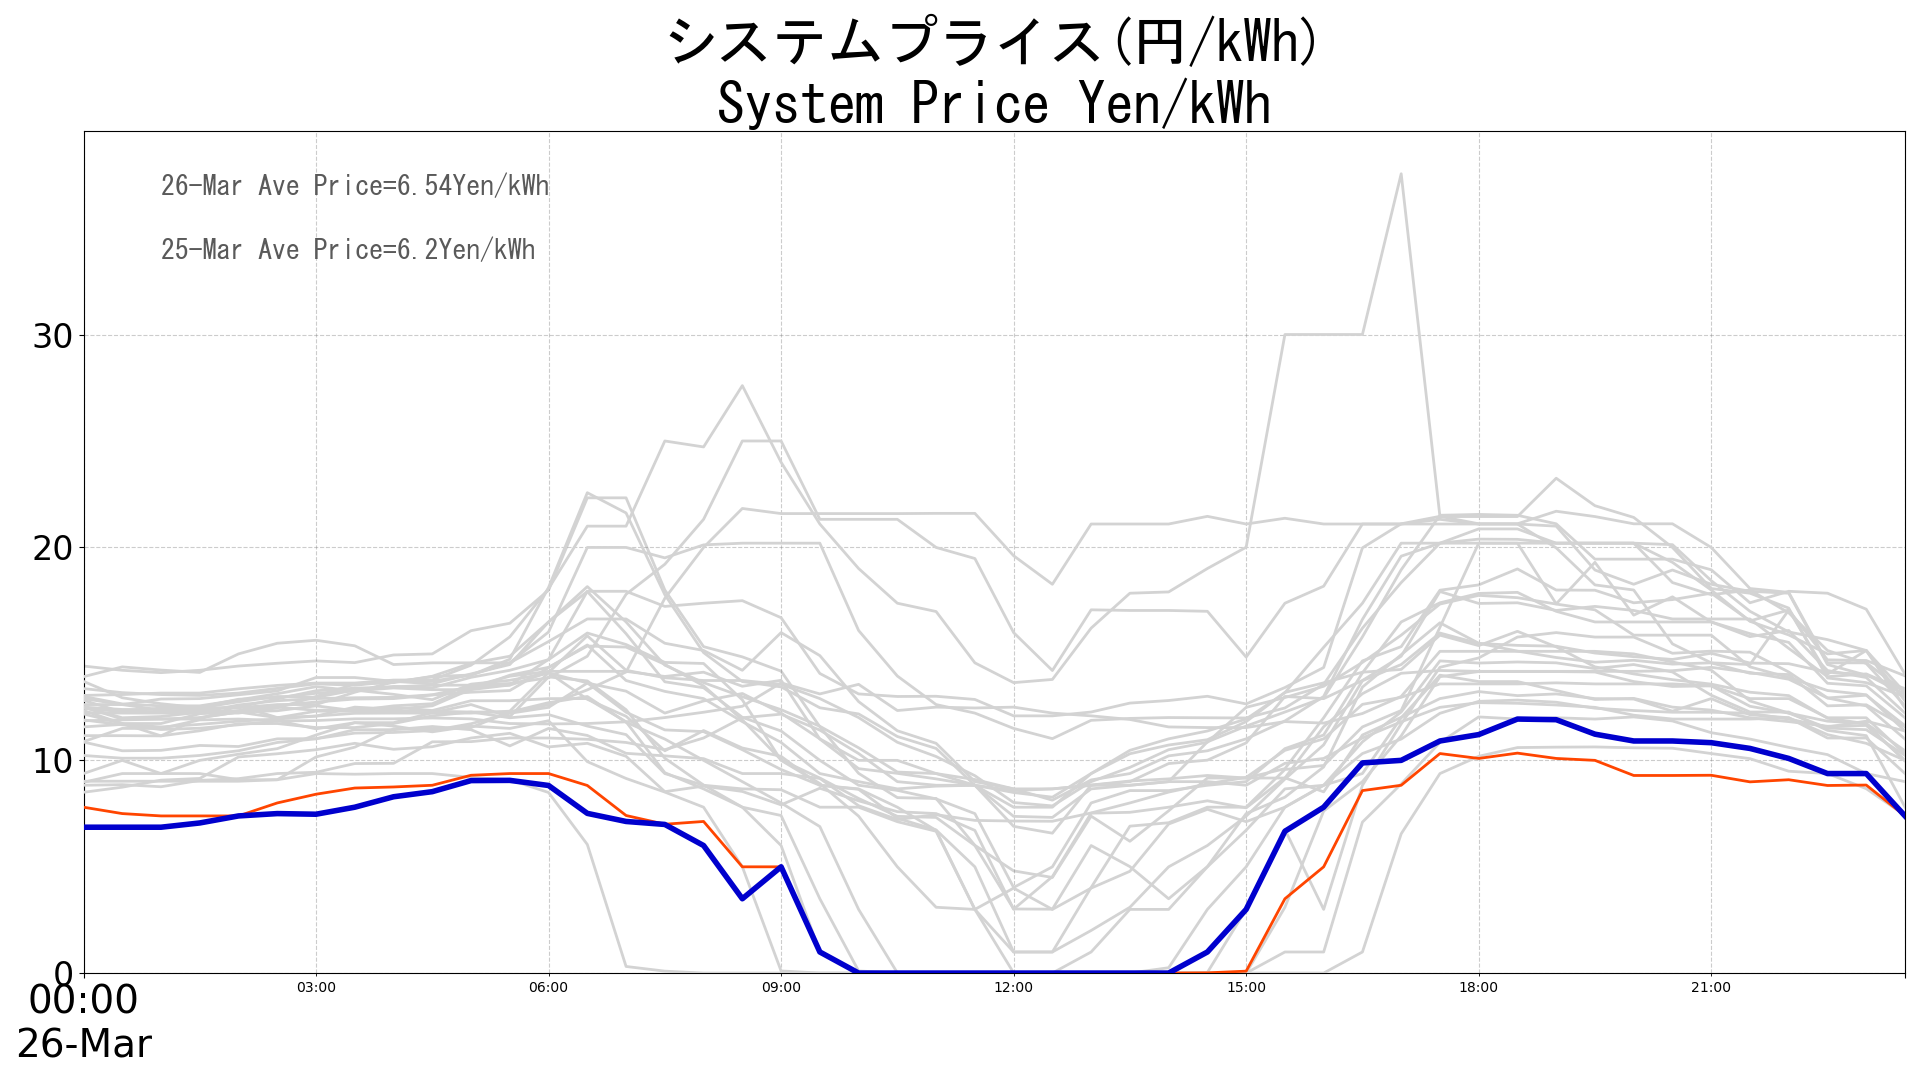 システムプライス(円/kWh)
System Price Yen/kWh
26-Mar Ave Price=6.54Yen/kWh
25-Mar Ave Price=6.2Yen/kWh
30
20
10
0
00:00 03:00 06:00 09:00 12:00 15:00 18:00 21:00
26-Mar